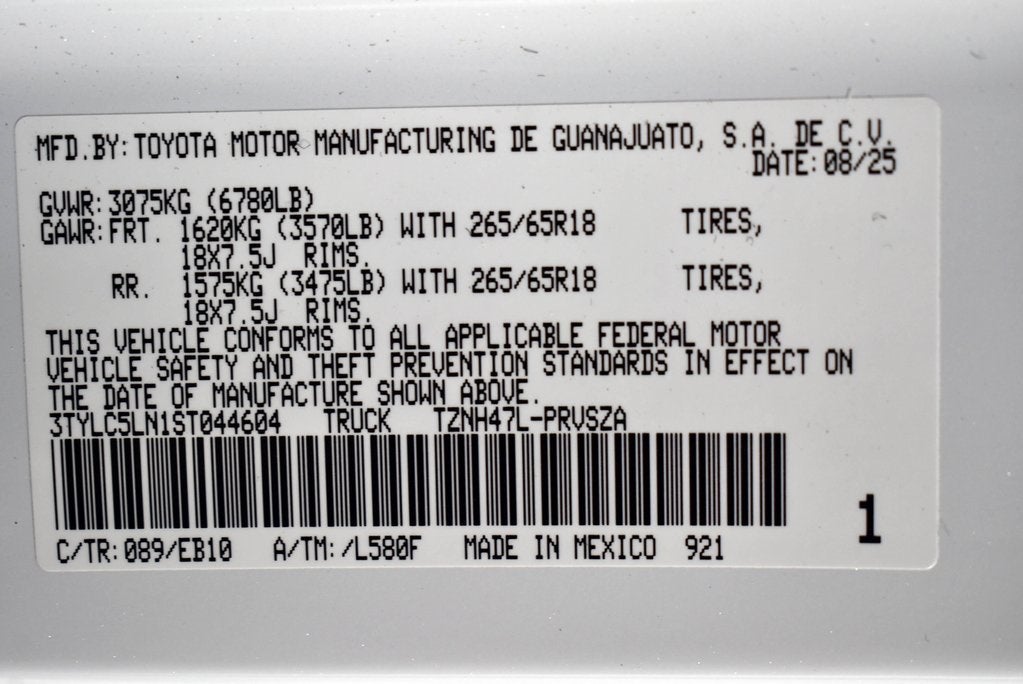 MFD.BY: TOYOTA MOTOR MANUFACTURING DE GUANAJUATO, S.A. DE C.V.
DATE: 08/25
GVWR: 3075KG (6780LB)
GAWR: FRT. 1620KG (3570LB) WITH 265/65R18 TIRES,
18X7.5J RIMS.
RR. 1575KG (3475LB) WITH 265/65R18 TIRES,
18X7.5J RIMS.
THIS VEHICLE CONFORMS TO ALL APPLICABLE FEDERAL MOTOR
VEHICLE SAFETY AND THEFT PREVENTION STANDARDS IN EFFECT ON
THE DATE OF MANUFACTURE SHOWN ABOVE.
3TYLC5LN1ST044604 TRUCK TZNH47L-PRVSZA
1
C/TR: 089/EB10 A/TM: /L580F MADE IN MEXICO 921